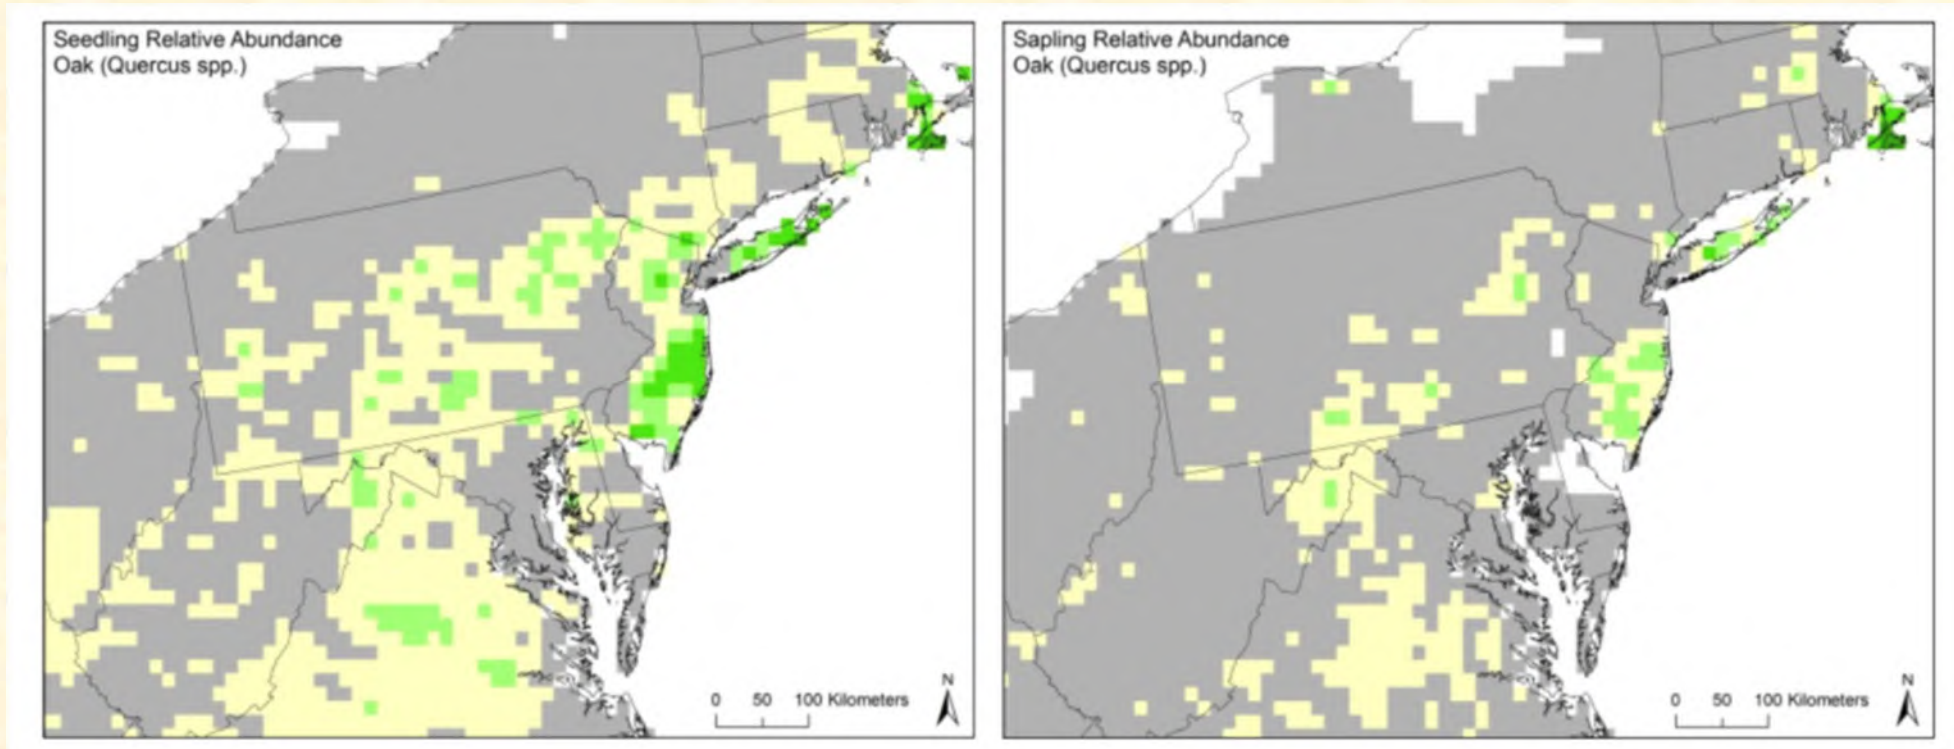 Seedling Relative Abundance
Oak (Quercus spp.)
N
0 50 100 Kilometers
Sapling Relative Abundance
Oak (Quercus spp.)
N
0 50 100 Kilometers